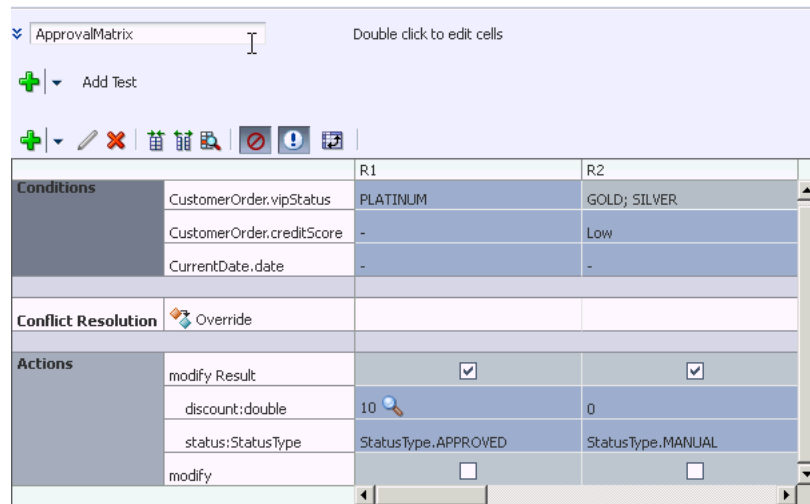 ApprovalMatrix Double click to edit cells
Add Test
R1 R2
Conditions CustomerOrder.vipStatus PLATINUM GOLD; SILVER
CustomerOrder.creditScore - Low
CurrentDate.date - -
Conflict Resolution Override
Actions modify Result
discount:double 10 0
status:StatusType StatusType.APPROVED StatusType.MANUAL
modify